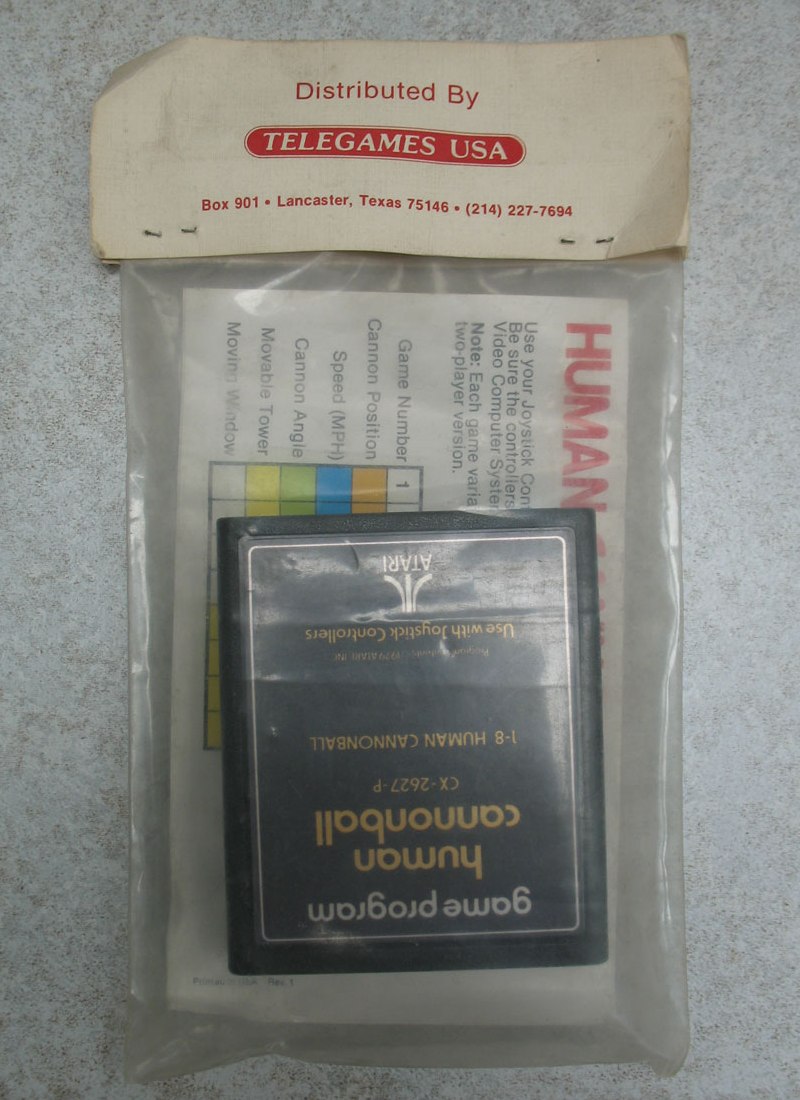 Distributed By
TELEGAMES USA
Box 901 • Lancaster, Texas 75146 • (214) 227-7694
HUMAN
Use your Joystick Con
Be sure the controllers
Video Computer System
Note: Each game varia
two-player version.
Game Number 1
Cannon Position
Speed (MPH)
Cannon Angle
Movable Tower
Moving Window
game program
human
cannonball
CX-2627-P
1-8 HUMAN CANNONBALL
Use with Joystick Controllers
ATARI
Rev. 1